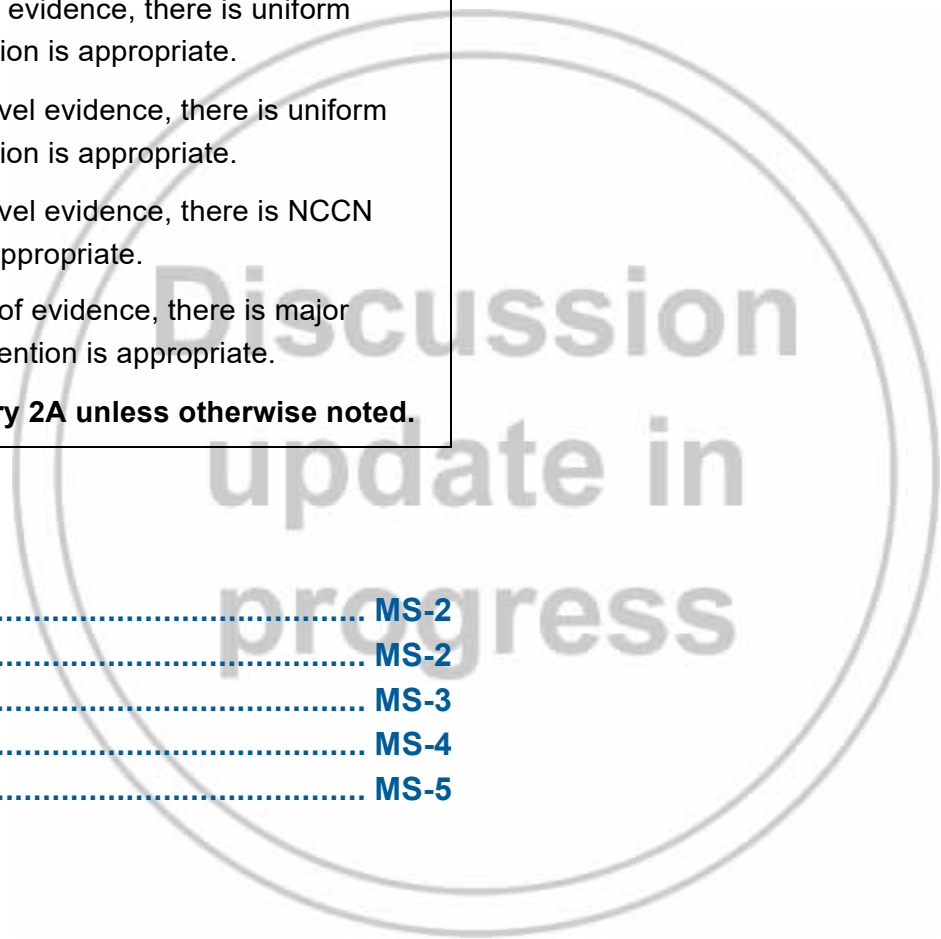 evidence, there is uniform
ion is appropriate.
vel evidence, there is uniform
ion is appropriate.
vel evidence, there is NCCN
ppropriate.
of evidence, there is major
ention is appropriate.
ry 2A unless otherwise noted.
Discussion
update in
progress
.................................... MS-2
.................................... MS-2
.................................... MS-3
.................................... MS-4
.................................... MS-5